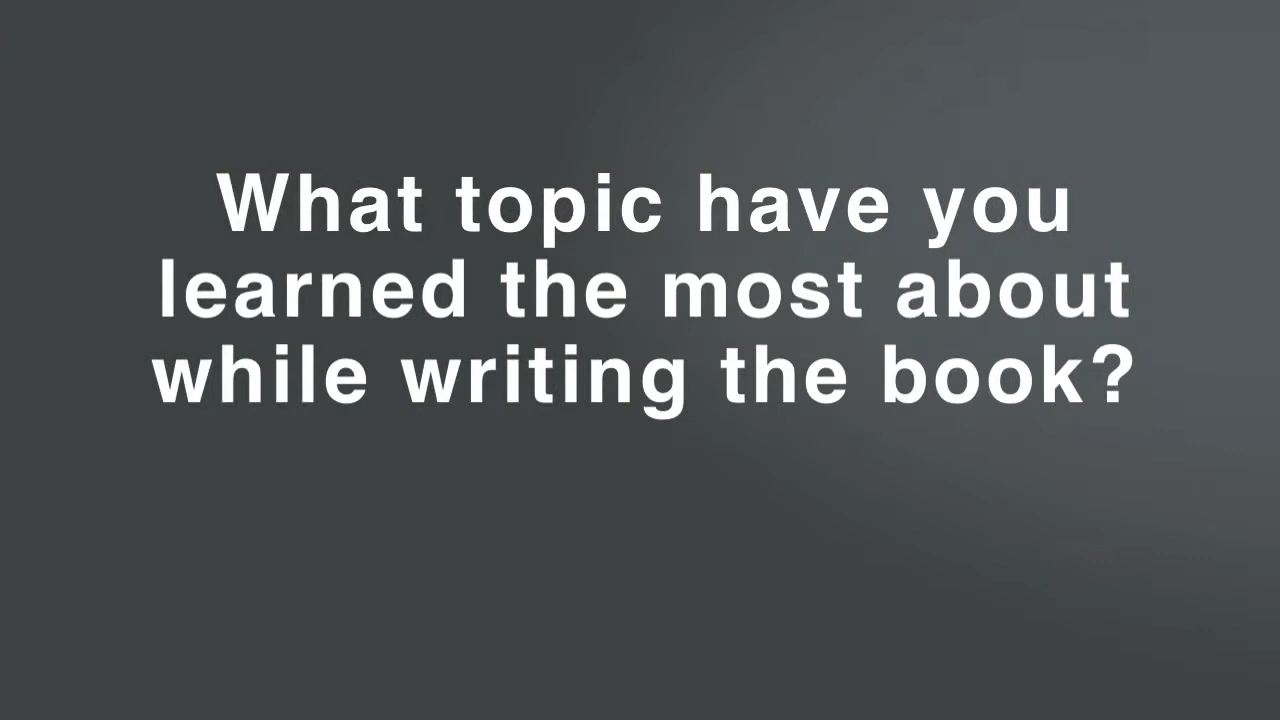 What topic have you
learned the most about
while writing the book?